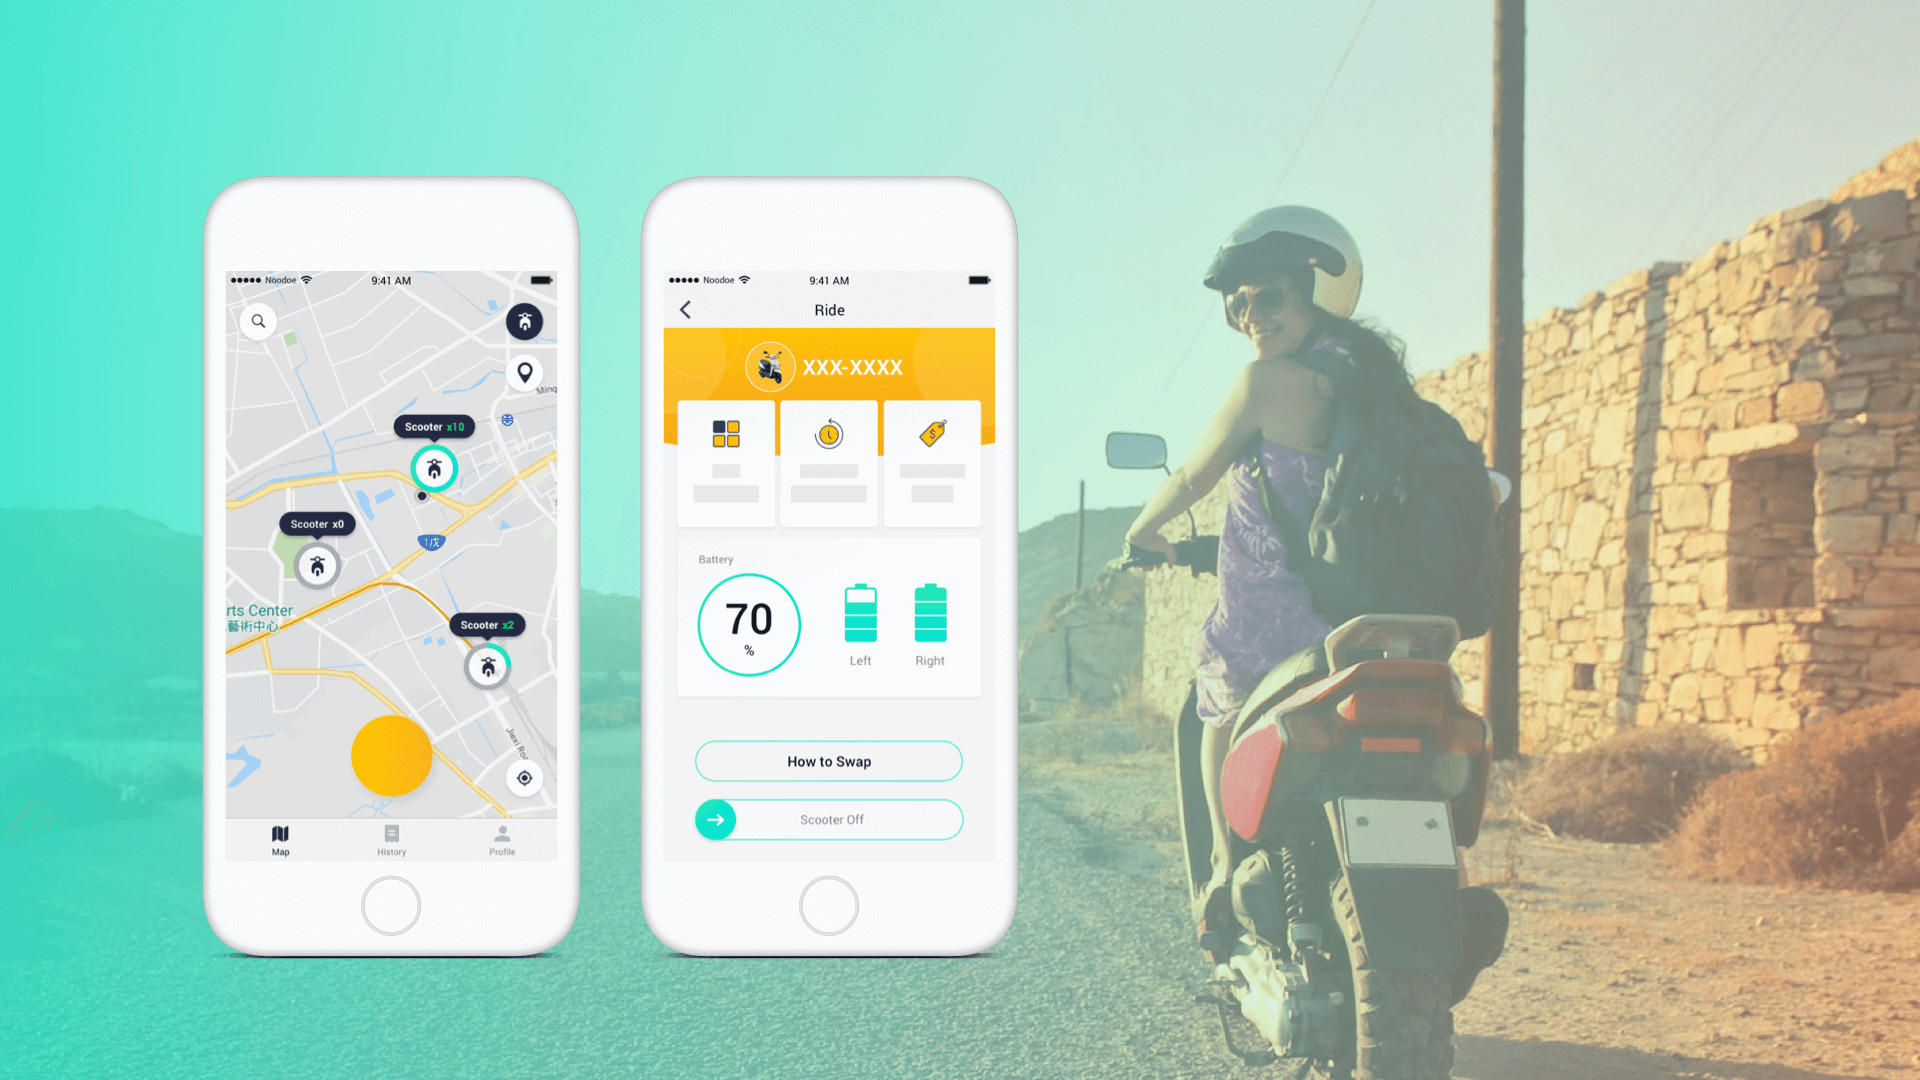 Noodoe
9:41 AM
Minq
Scooter x10
Scooter x0
1/戊
rts Center
藝術中心
Scooter x2
Jiexi Ro
Map
History
Profile
Noodoe
9:41 AM
Ride
XXX-XXXX
$
Battery
70
%
Left
Right
How to Swap
Scooter Off